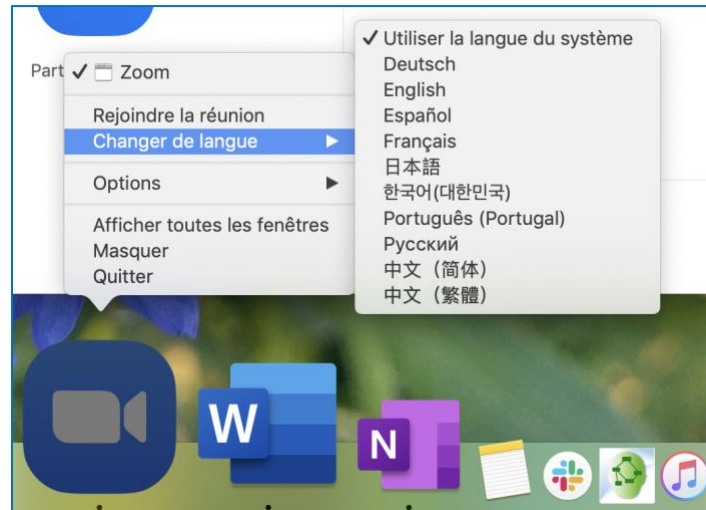 Part
✓ Zoom
Rejoindre la réunion
Changer de langue ▶
Options ▶
Afficher toutes les fenêtres
Masquer
Quitter
✓ Utiliser la langue du système
Deutsch
English
Español
Français
日本語
한국어(대한민국)
Português (Portugal)
Русский
中文（简体）
中文（繁體）
W
N